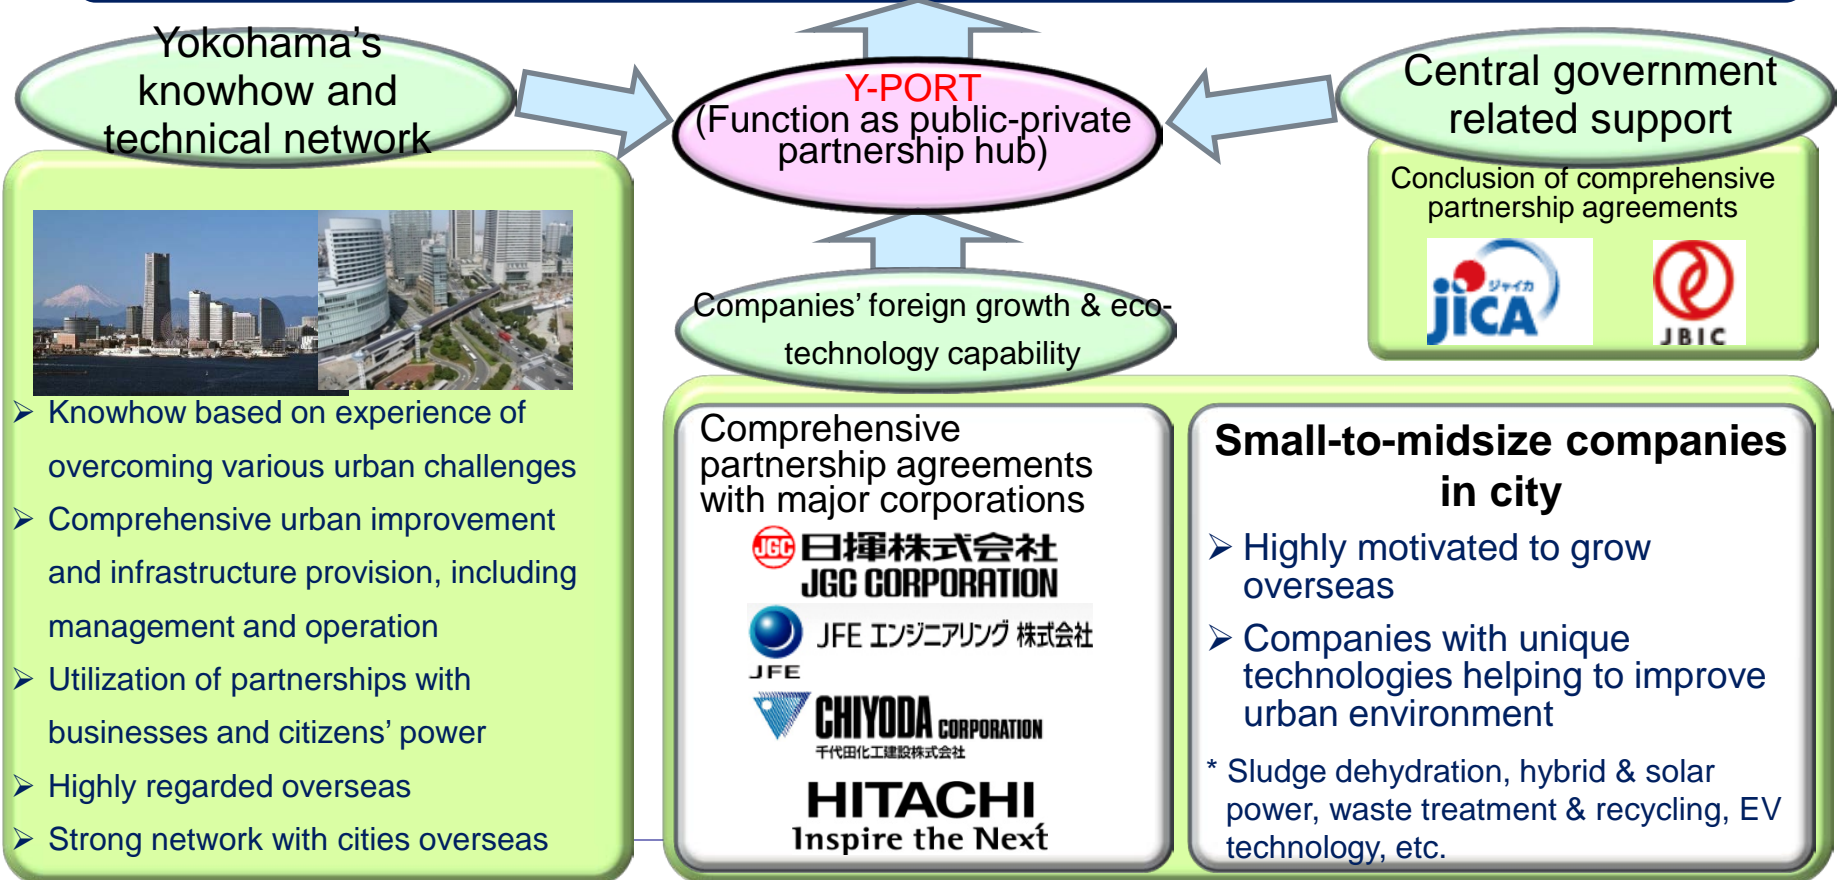 Yokohama’s
knowhow and
technical network
Y-PORT
(Function as public-private
partnership hub)
Central government
related support
Conclusion of comprehensive
partnership agreements
ジャイカ
jICA
JBIC
Companies’ foreign growth & eco-
technology capability
➢ Knowhow based on experience of
overcoming various urban challenges
➢ Comprehensive urban improvement
and infrastructure provision, including
management and operation
➢ Utilization of partnerships with
businesses and citizens’ power
➢ Highly regarded overseas
➢ Strong network with cities overseas
Comprehensive
partnership agreements
with major corporations
JGC 日揮株式会社
JGC CORPORATION
JFE エンジニアリング 株式会社
JFE
CHIYODA CORPORATION
千代田化工建設株式会社
HITACHI
Inspire the Next
Small-to-midsize companies
in city
➢ Highly motivated to grow
overseas
➢ Companies with unique
technologies helping to improve
urban environment
* Sludge dehydration, hybrid & solar
power, waste treatment & recycling, EV
technology, etc.